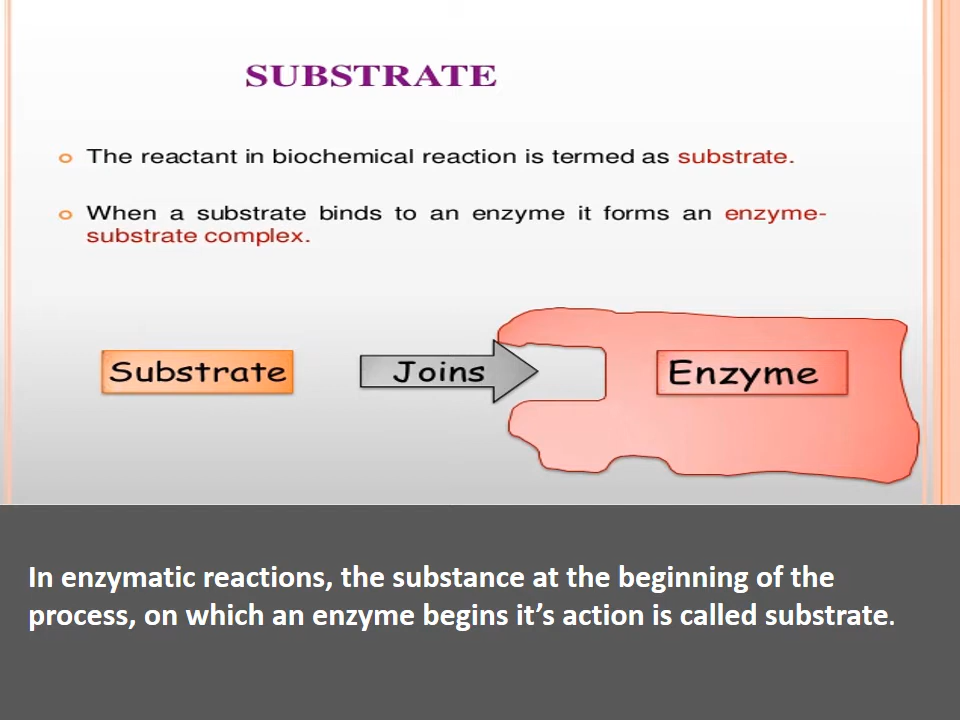 SUBSTRATE
The reactant in biochemical reaction is termed as substrate.
When a substrate binds to an enzyme it forms an enzyme-
substrate complex.
Substrate
Joins
Enzyme
In enzymatic reactions, the substance at the beginning of the
process, on which an enzyme begins it’s action is called substrate.